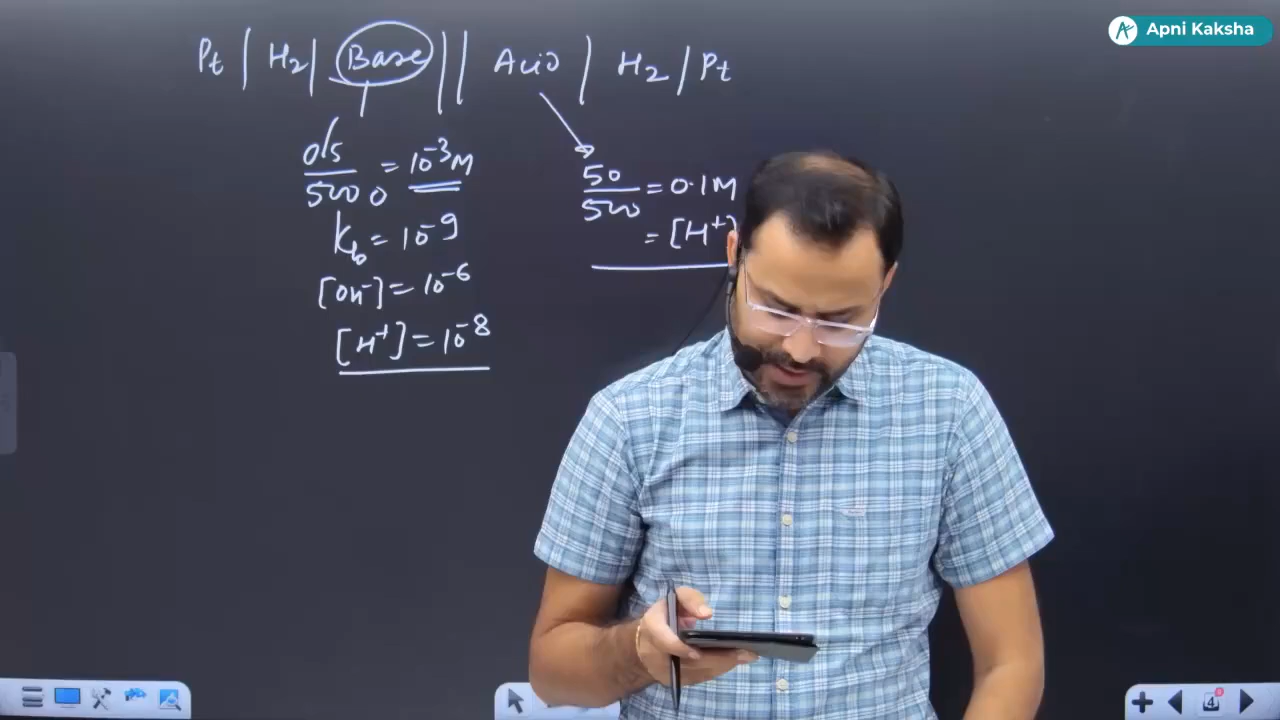 Apni Kaksha
Pt | H2 | Base || Acid | H2 / Pt
0.5/500 = 10^-3 M
Kb = 10^-9
[OH-] = 10^-6
[H+] = 10^-8
50/500 = 0.1M
= [H+]
4